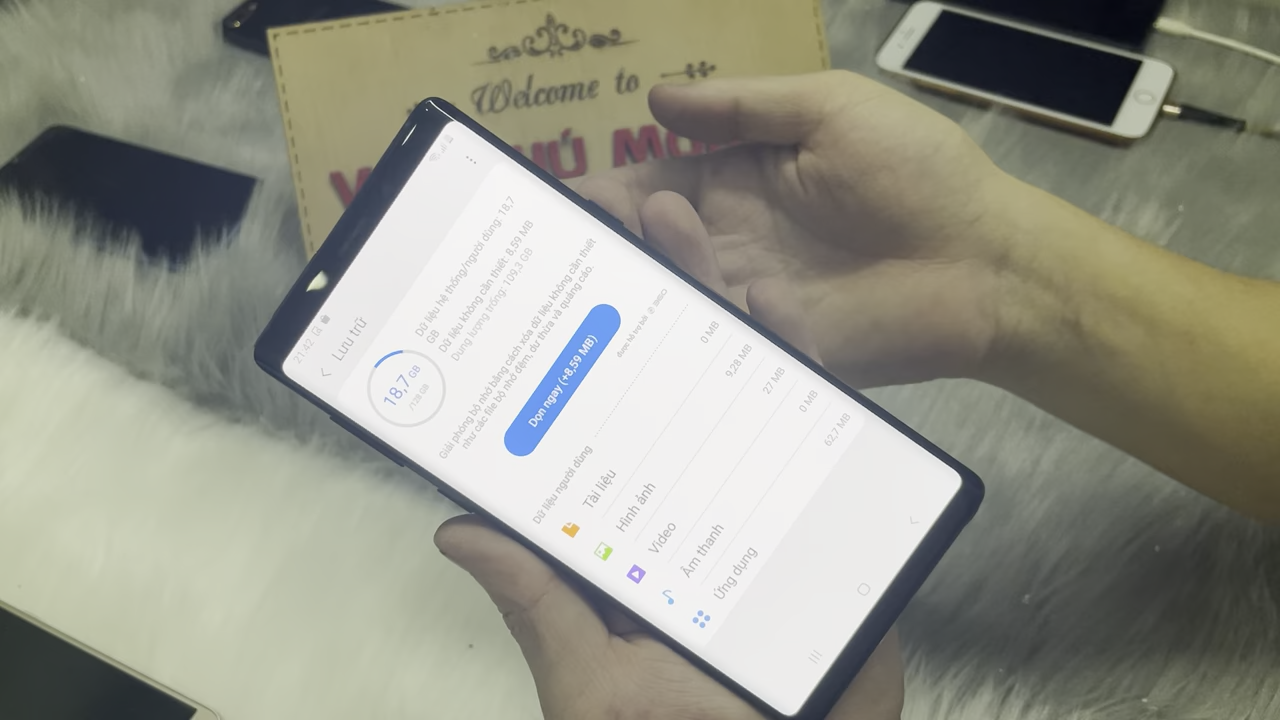 Welcome to
21:42
Lưu trữ
18,7 GB
/128 GB
Dữ liệu hệ thống/người dùng: 18,7
GB
Dữ liệu không cần thiết: 8,59 MB
Dung lượng trống: 109,3 GB
Giải phóng bộ nhớ bằng cách xóa dữ liệu không cần thiết
như các file bộ nhớ đệm, dư thừa và quảng cáo.
Dọn ngay (+8,59 MB)
được hỗ trợ bởi
Dữ liệu người dùng
Tài liệu 0 MB
Hình ảnh 9,28 MB
Video 27 MB
Âm thanh 0 MB
Ứng dụng 62,7 MB